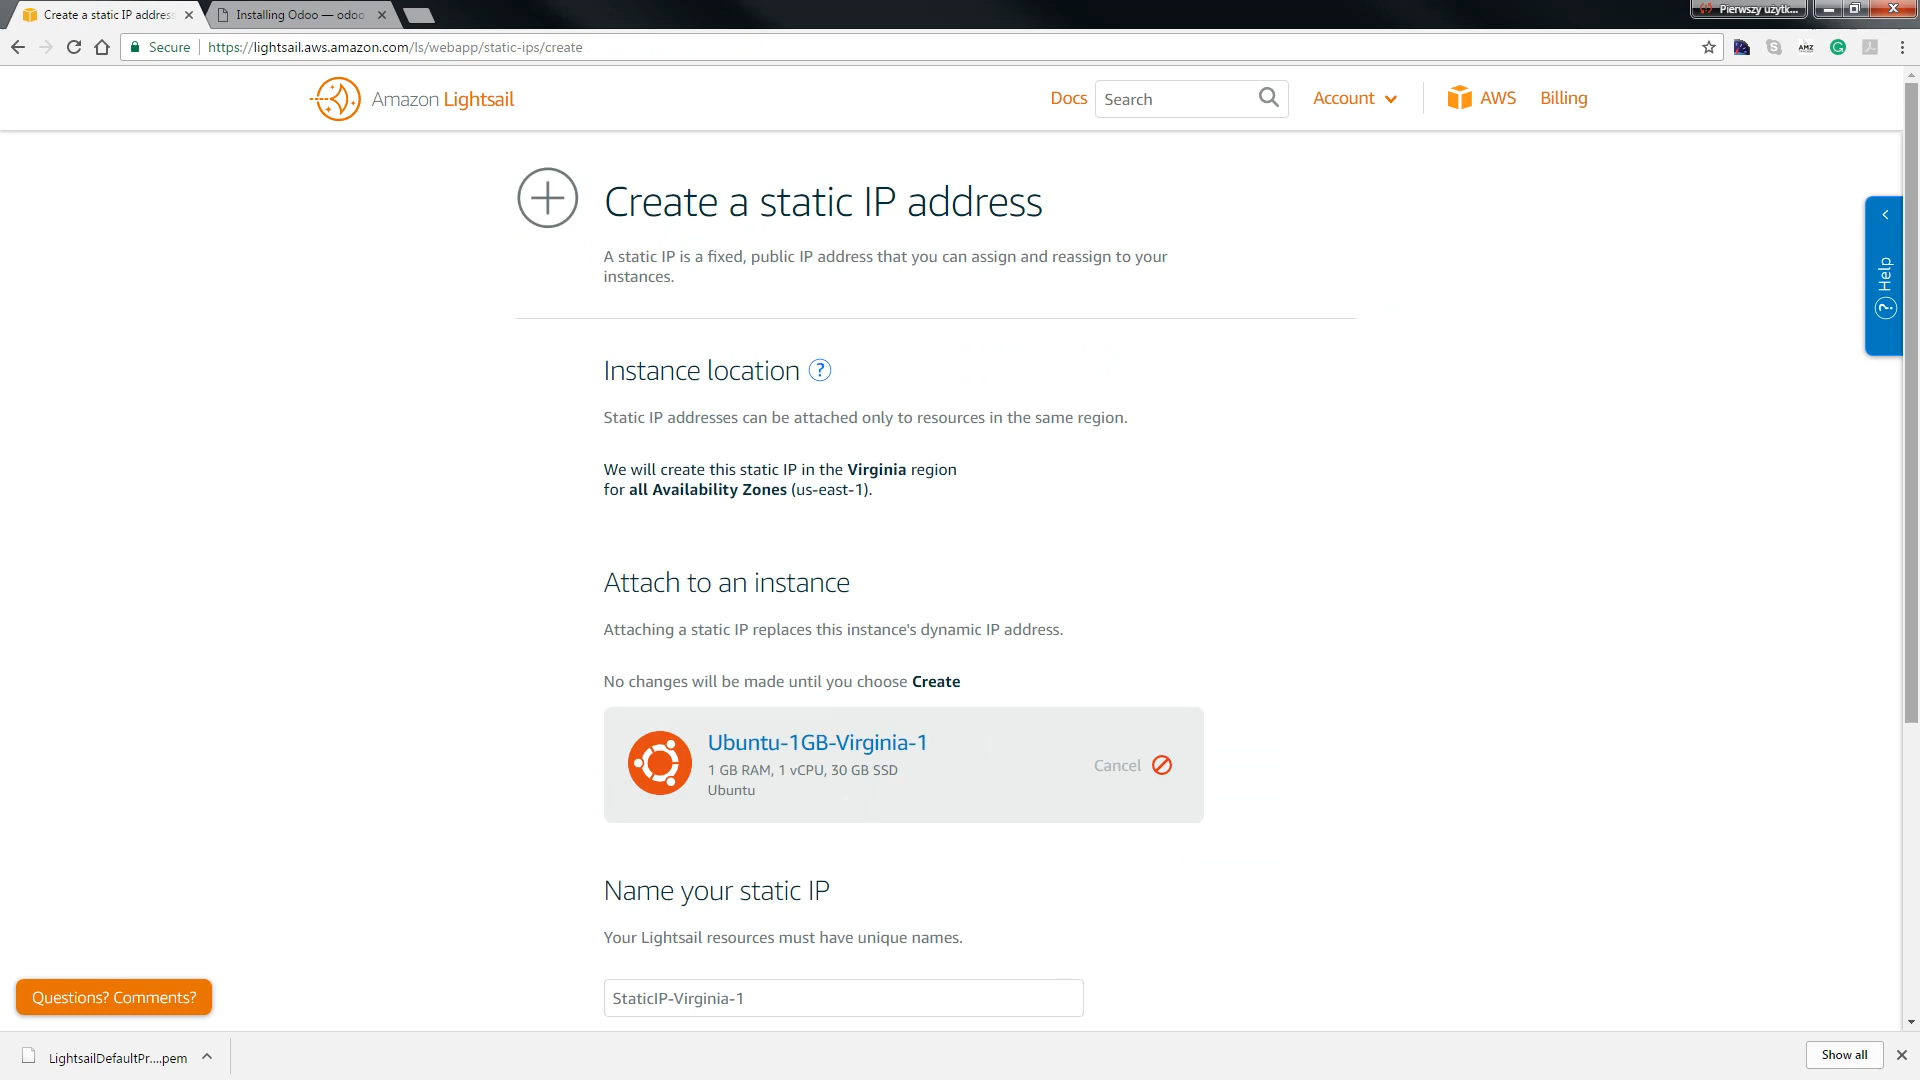 Create a static IP address
Installing Odoo — odoo
Pierwszy użytk...
Secure
https://lightsail.aws.amazon.com/ls/webapp/static-ips/create
AMZ
Amazon Lightsail
Docs
Search
Account
AWS
Billing
Create a static IP address
A static IP is a fixed, public IP address that you can assign and reassign to your
instances.
? Help
Instance location ?
Static IP addresses can be attached only to resources in the same region.
We will create this static IP in the Virginia region
for all Availability Zones (us-east-1).
Attach to an instance
Attaching a static IP replaces this instance's dynamic IP address.
No changes will be made until you choose Create
Ubuntu-1GB-Virginia-1
1 GB RAM, 1 vCPU, 30 GB SSD
Ubuntu
Cancel
Name your static IP
Your Lightsail resources must have unique names.
StaticIP-Virginia-1
Questions? Comments?
LightsailDefaultPr....pem
Show all